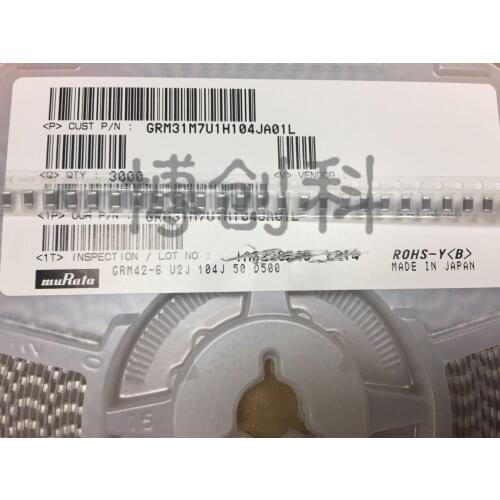 <P> CUST P/N : GRM31M7U1H104JA01L
<Q> QTY : 3000 <V> VENDOR
博创科
<1P> OUR P/N : GRM31M7U1H104JA01L
<1T> INSPECTION / LOT NO :
GRM42-6 U2J 104J 50 D500
ROHS-Y<B>
MADE IN JAPAN
muRata